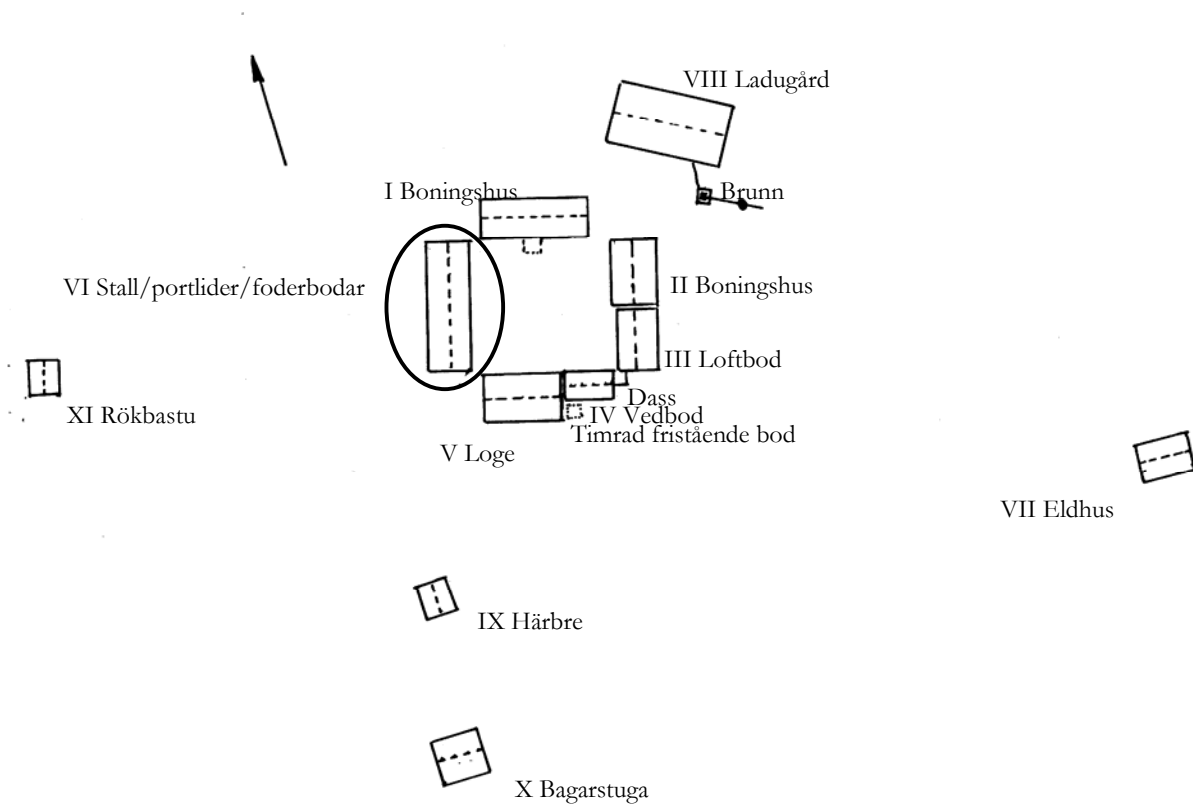 VIII Ladugård
I Boningshus
Brunn
VI Stall/portlider/foderbodar
II Boningshus
III Loftbod
Dass
XI Rökbastu
IV Vedbod
Timrad fristående bod
V Loge
VII Eldhus
IX Härbre
X Bagarstuga